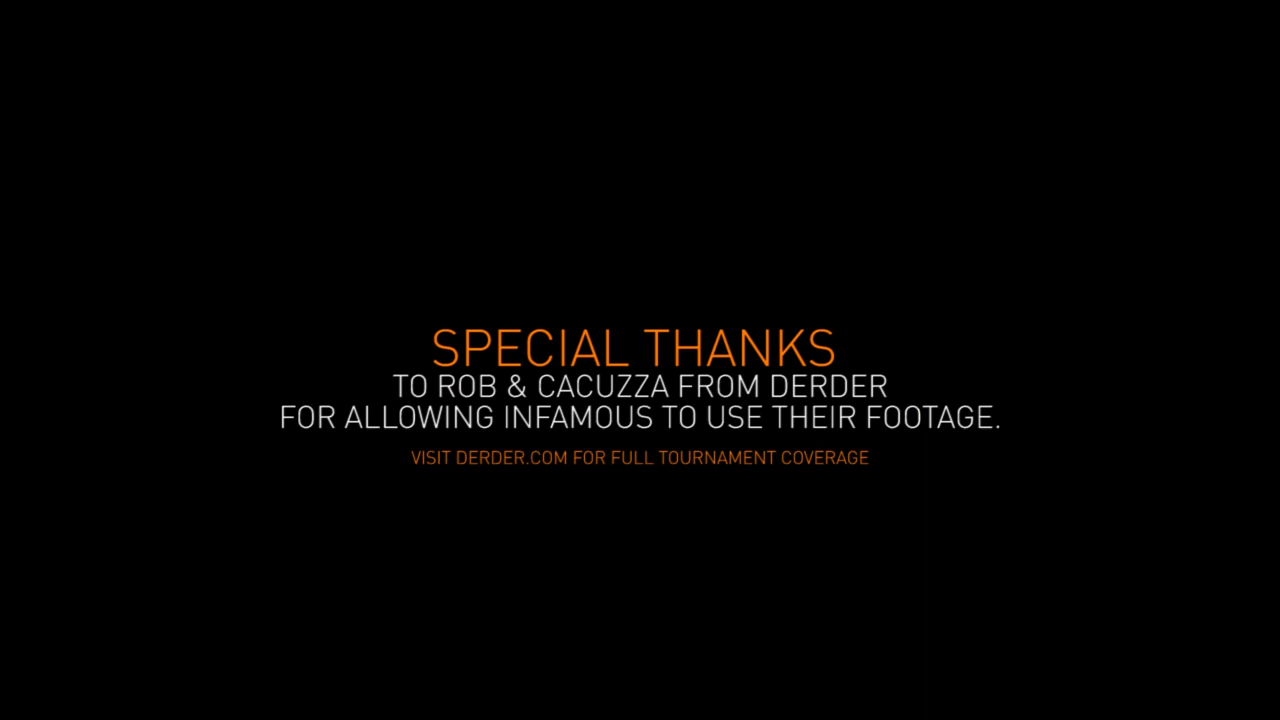 SPECIAL THANKS
TO ROB & CACUZZA FROM DERDER
FOR ALLOWING INFAMOUS TO USE THEIR FOOTAGE.
VISIT DERDER.COM FOR FULL TOURNAMENT COVERAGE